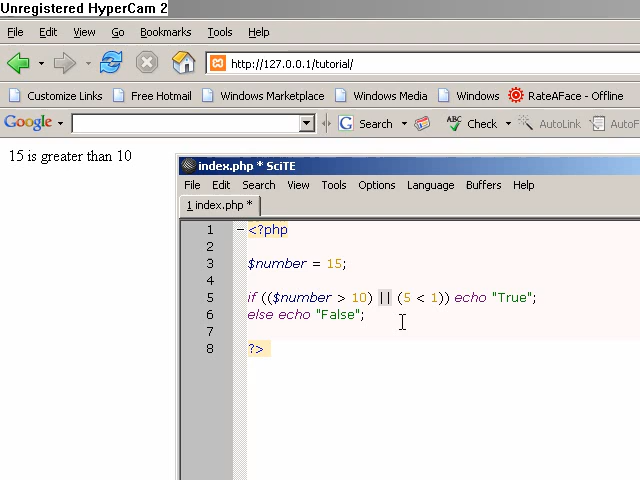 Unregistered HyperCam 2
File Edit View Go Bookmarks Tools Help
http://127.0.0.1/tutorial/
Customize Links Free Hotmail Windows Marketplace Windows Media Windows RateAFace - Offline
Google G Search ABC Check AutoLink AutoF
15 is greater than 10
index.php * SciTE
File Edit Search View Tools Options Language Buffers Help
1 index.php *
1 <?php
2
3 $number = 15;
4
5 if (($number > 10) || (5 < 1)) echo "True";
6 else echo "False";
7
8 ?>